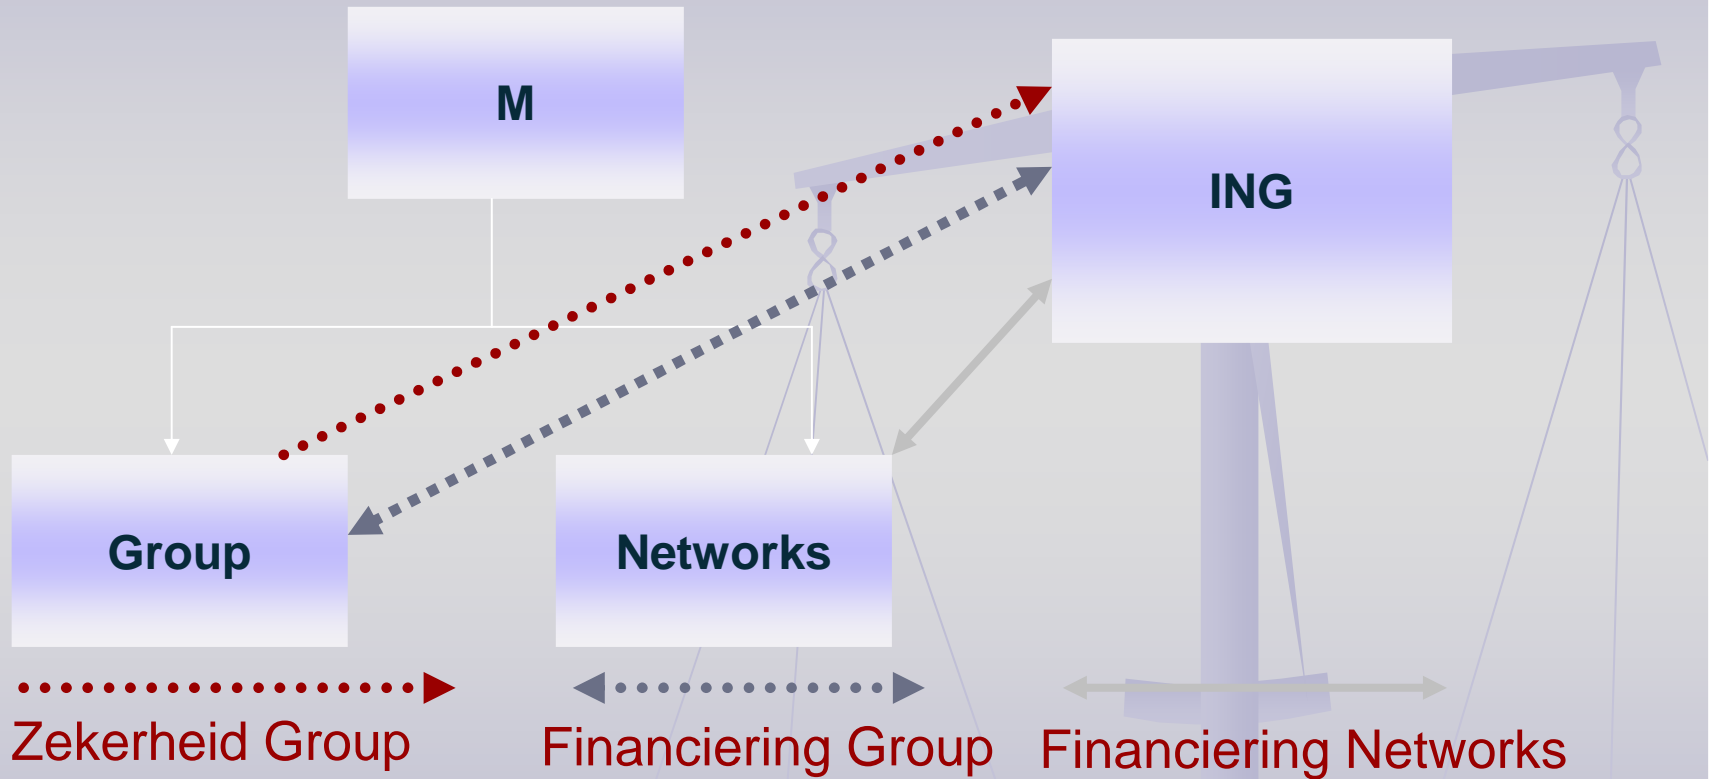 M
ING
Group
Networks
Zekerheid Group
Financiering Group
Financiering Networks